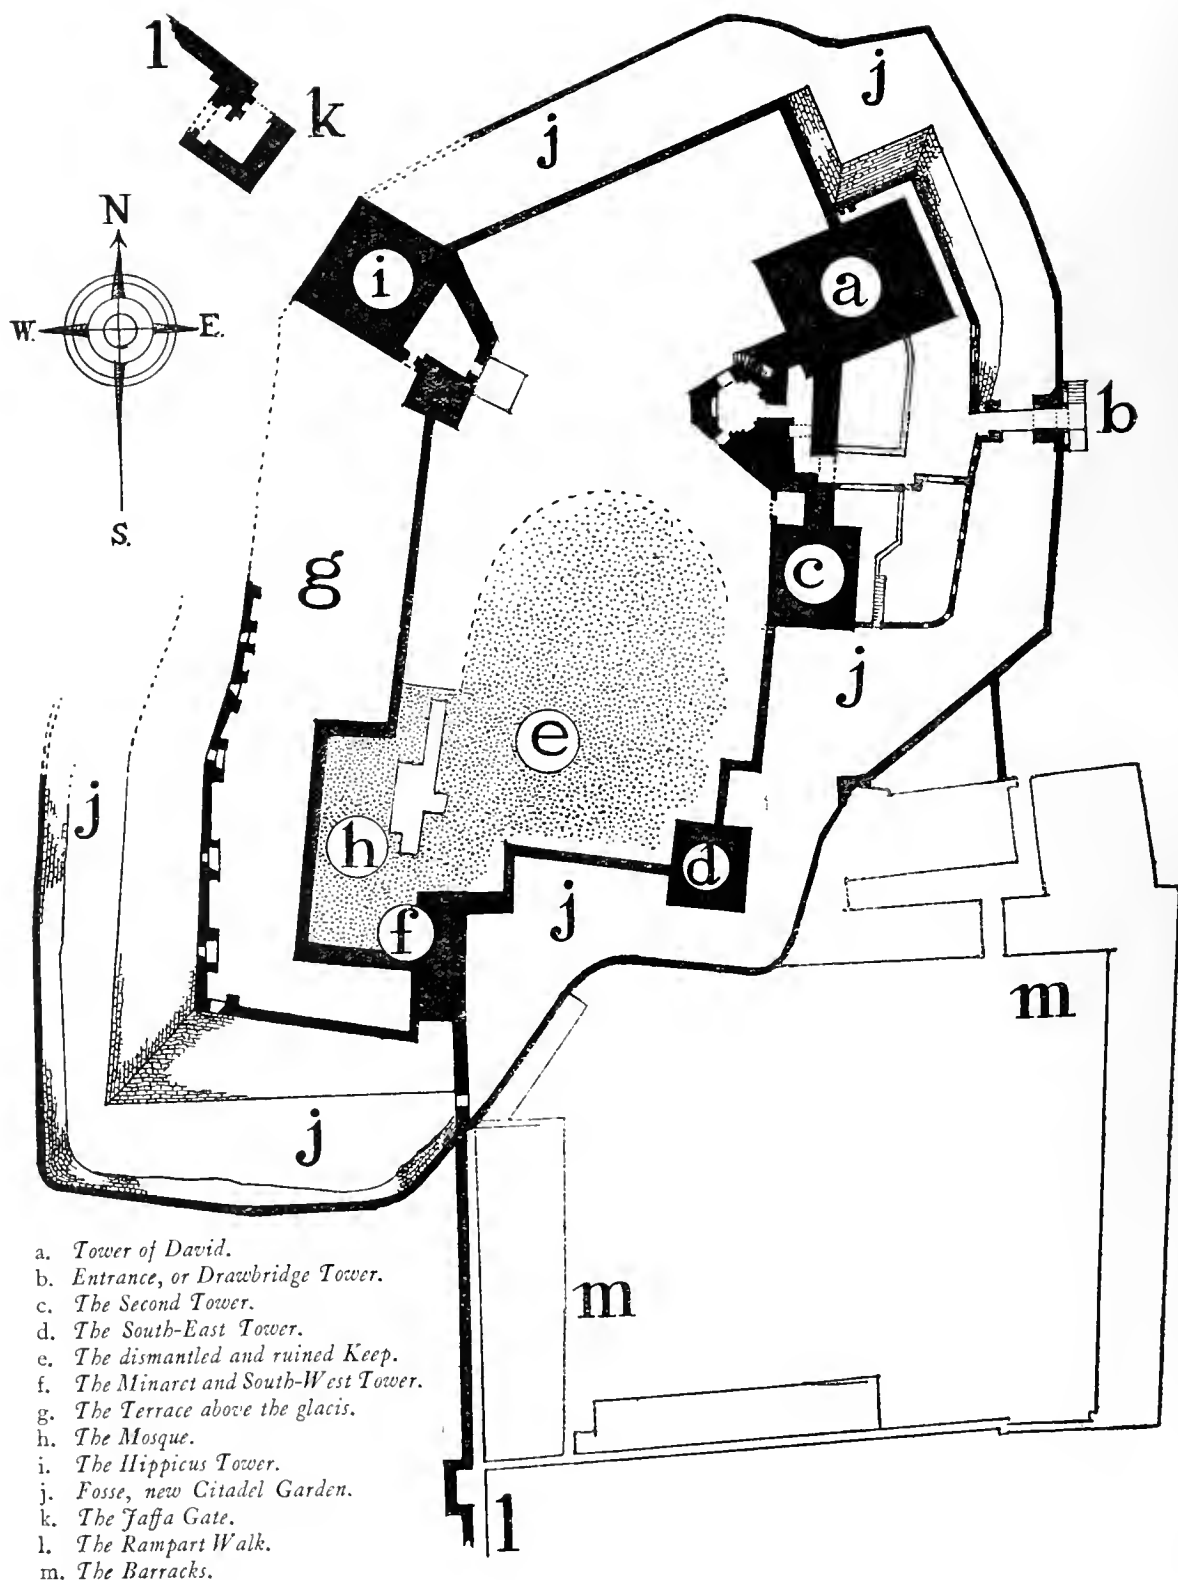 l
k
j
j
N
W.
E.
S.
i
a
b
g
c
j
e
j
h
d
f
j
m
j
m
l
a. Tower of David.
b. Entrance, or Drawbridge Tower.
c. The Second Tower.
d. The South-East Tower.
e. The dismantled and ruined Keep.
f. The Minaret and South-West Tower.
g. The Terrace above the glacis.
h. The Mosque.
i. The Hippicus Tower.
j. Fosse, new Citadel Garden.
k. The Jaffa Gate.
l. The Rampart Walk.
m. The Barracks.